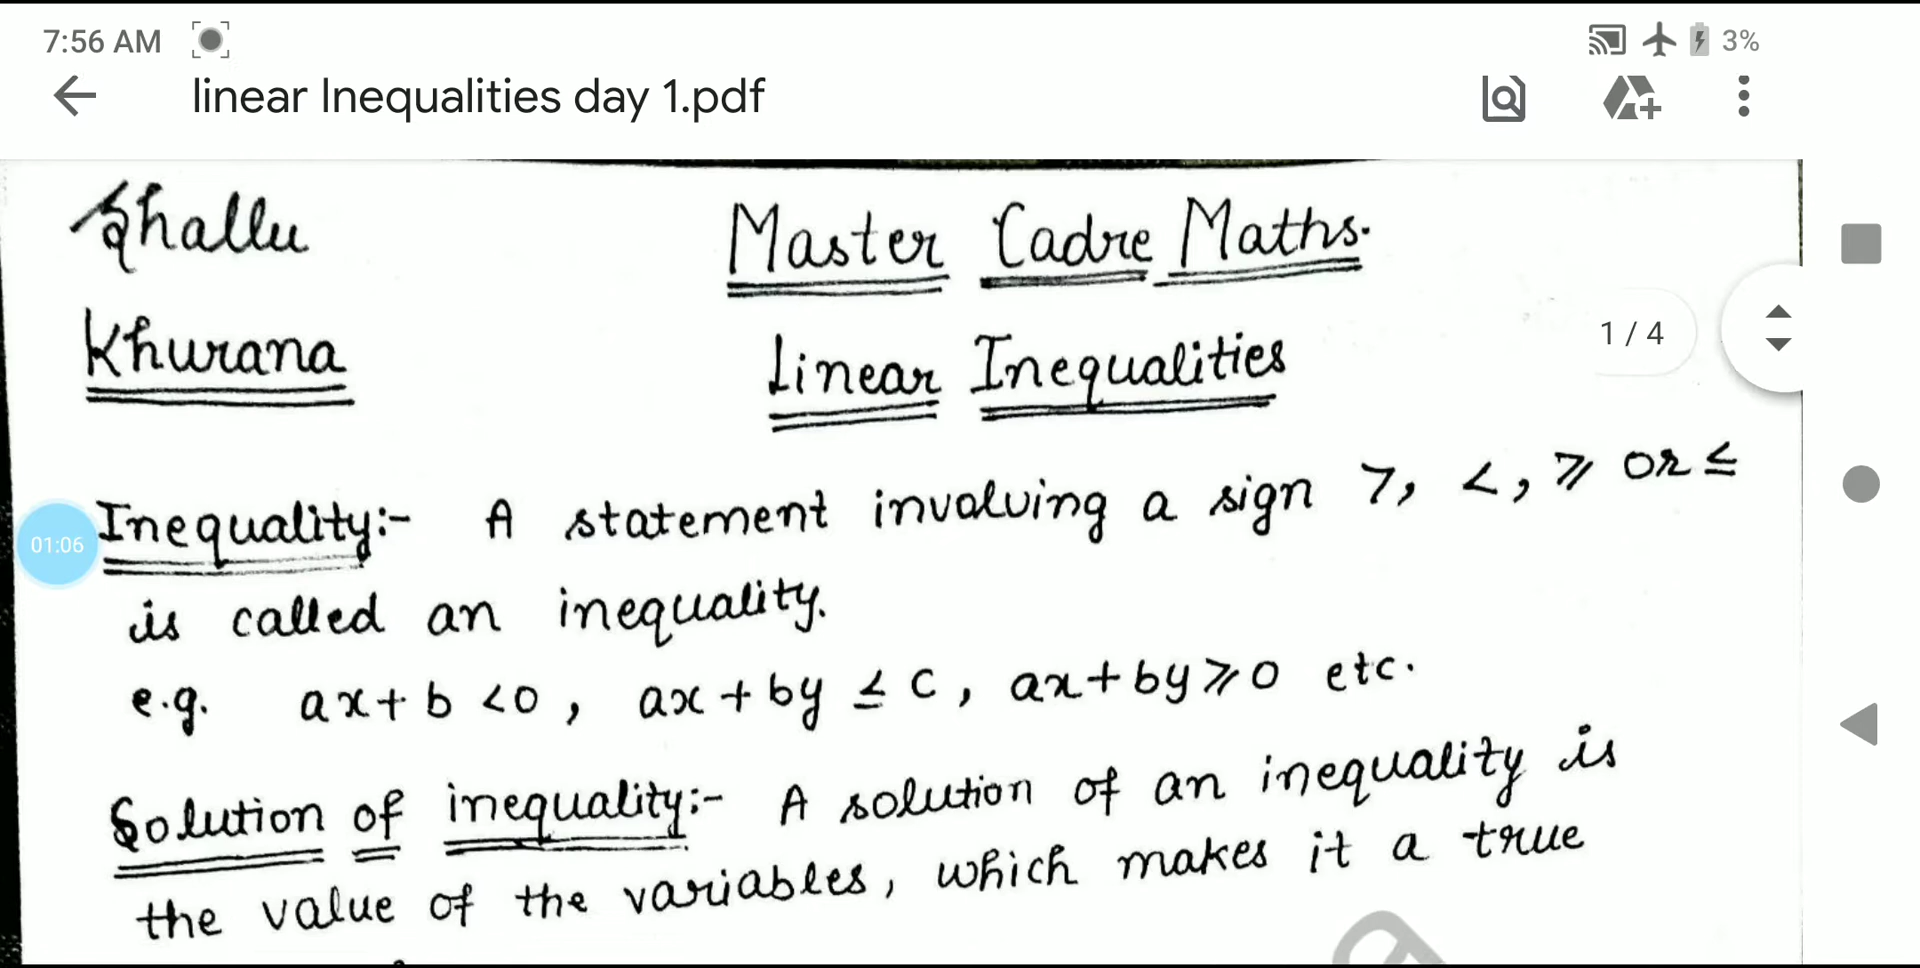 7:56 AM
3%
linear Inequalities day 1.pdf
Shallu
Khurana
Master Cadre Maths.
Linear Inequalities
1 / 4
01:06
Inequality:- A statement involving a sign >, <, ≥ or ≤
is called an inequality.
e.g. ax + b <0, ax + by ≤ c, ax+by≥0 etc.
Solution of inequality:- A solution of an inequality is
the value of the variables, which makes it a true